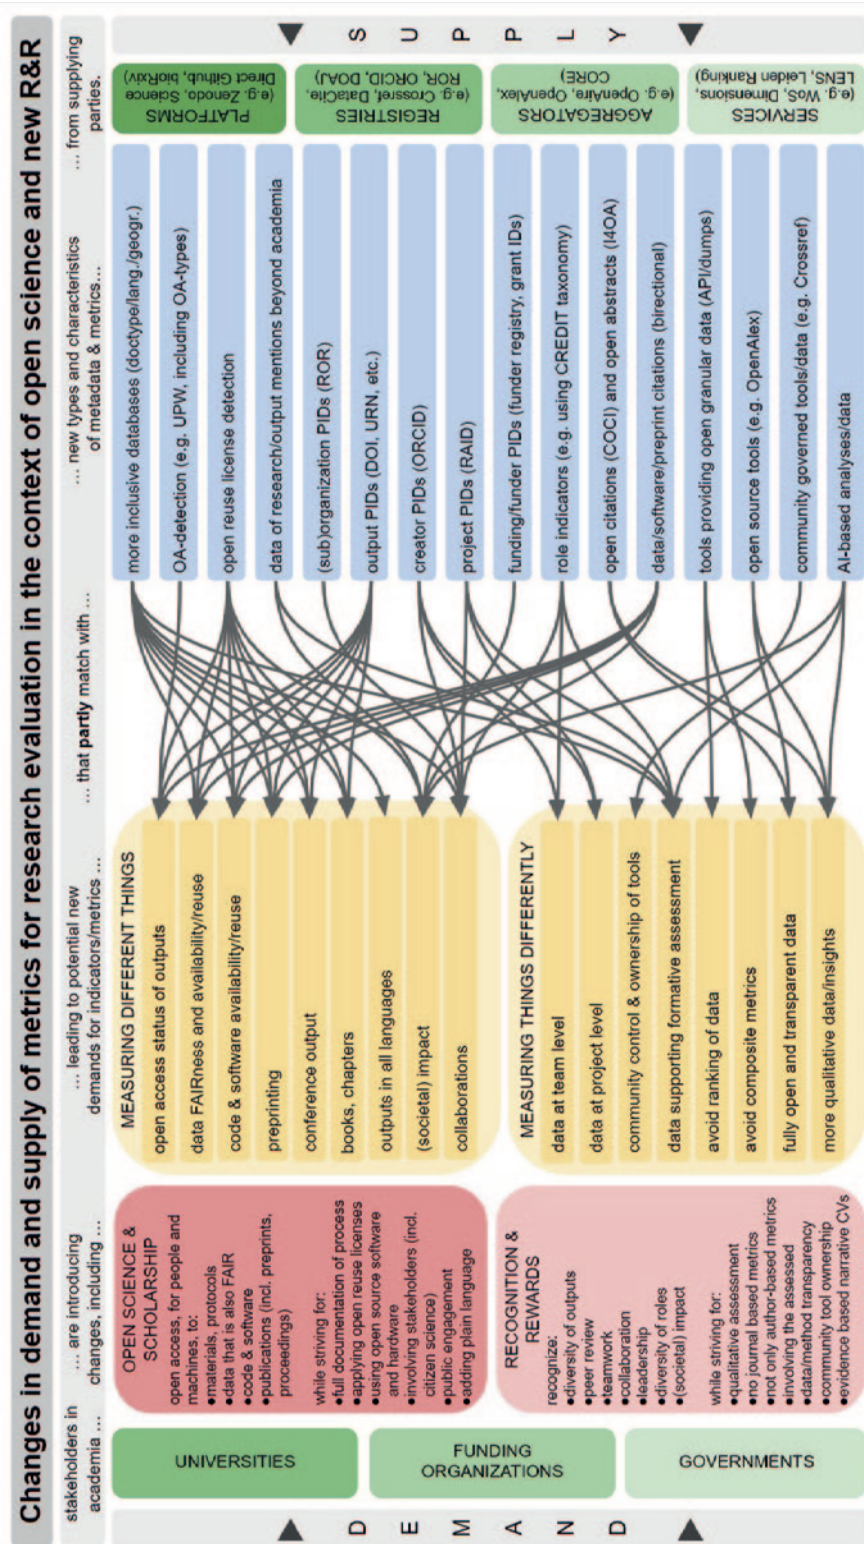 Changes in demand and supply of metrics for research evaluation in the context of open science and new R&R
stakeholders in
academia …
… are introducing
changes, including …
… leading to potential new
demands for indicators/metrics …
… that partly match with …
… new types and characteristics
of metadata & metrics…
… from supplying
parties.
DEMAND
UNIVERSITIES
FUNDING
ORGANIZATIONS
GOVERNMENTS
OPEN SCIENCE &
SCHOLARSHIP
open access, for people and
machines, to:
●materials, protocols
●data that is also FAIR
●code & software
●publications (incl. preprints,
proceedings)
while striving for:
●full documentation of process
●applying open reuse licenses
●using open source software
and hardware
●involving stakeholders (incl.
citizen science)
●public engagement
●adding plain language
RECOGNITION &
REWARDS
recognize:
●diversity of outputs
●peer review
●teamwork
●collaboration
●leadership
●diversity of roles
●(societal) impact
while striving for:
●qualitative assessment
●no journal based metrics
●not only author-based metrics
●involving the assessed
●data/method transparency
●community tool ownership
●evidence based narrative CVs
MEASURING DIFFERENT THINGS
open access status of outputs
data FAIRness and availability/reuse
code & software availability/reuse
preprinting
conference output
books, chapters
outputs in all languages
(societal) impact
collaborations
MEASURING THINGS DIFFERENTLY
data at team level
data at project level
community control & ownership of tools
data supporting formative assessment
avoid ranking of data
avoid composite metrics
fully open and transparent data
more qualitative data/insights
more inclusive databases (doctype/lang./geogr.)
OA-detection (e.g. UPW, including OA-types)
open reuse license detection
data of research/output mentions beyond academia
(sub)organization PIDs (ROR)
output PIDs (DOI, URN, etc.)
creator PIDs (ORCID)
project PIDs (RAID)
funding/funder PIDs (funder registry, grant IDs)
role indicators (e.g. using CREDIT taxonomy)
open citations (COCI) and open abstracts (I4OA)
data/software/preprint citations (birectional)
tools providing open granular data (API/dumps)
open source tools (e.g. OpenAlex)
community governed tools/data (e.g. Crossref)
AI-based analyses/data
PLATFORMS
(e.g. Zenodo, Science
Direct Github, bioRxiv)
REGISTRIES
(e.g. Crossref, DataCite,
ROR, ORCID, DOAJ)
AGGREGATORS
(e.g. OpenAire, OpenAlex,
CORE)
SERVICES
(e.g. WoS, Dimensions,
LENS, Leiden Ranking)
SUPPLY